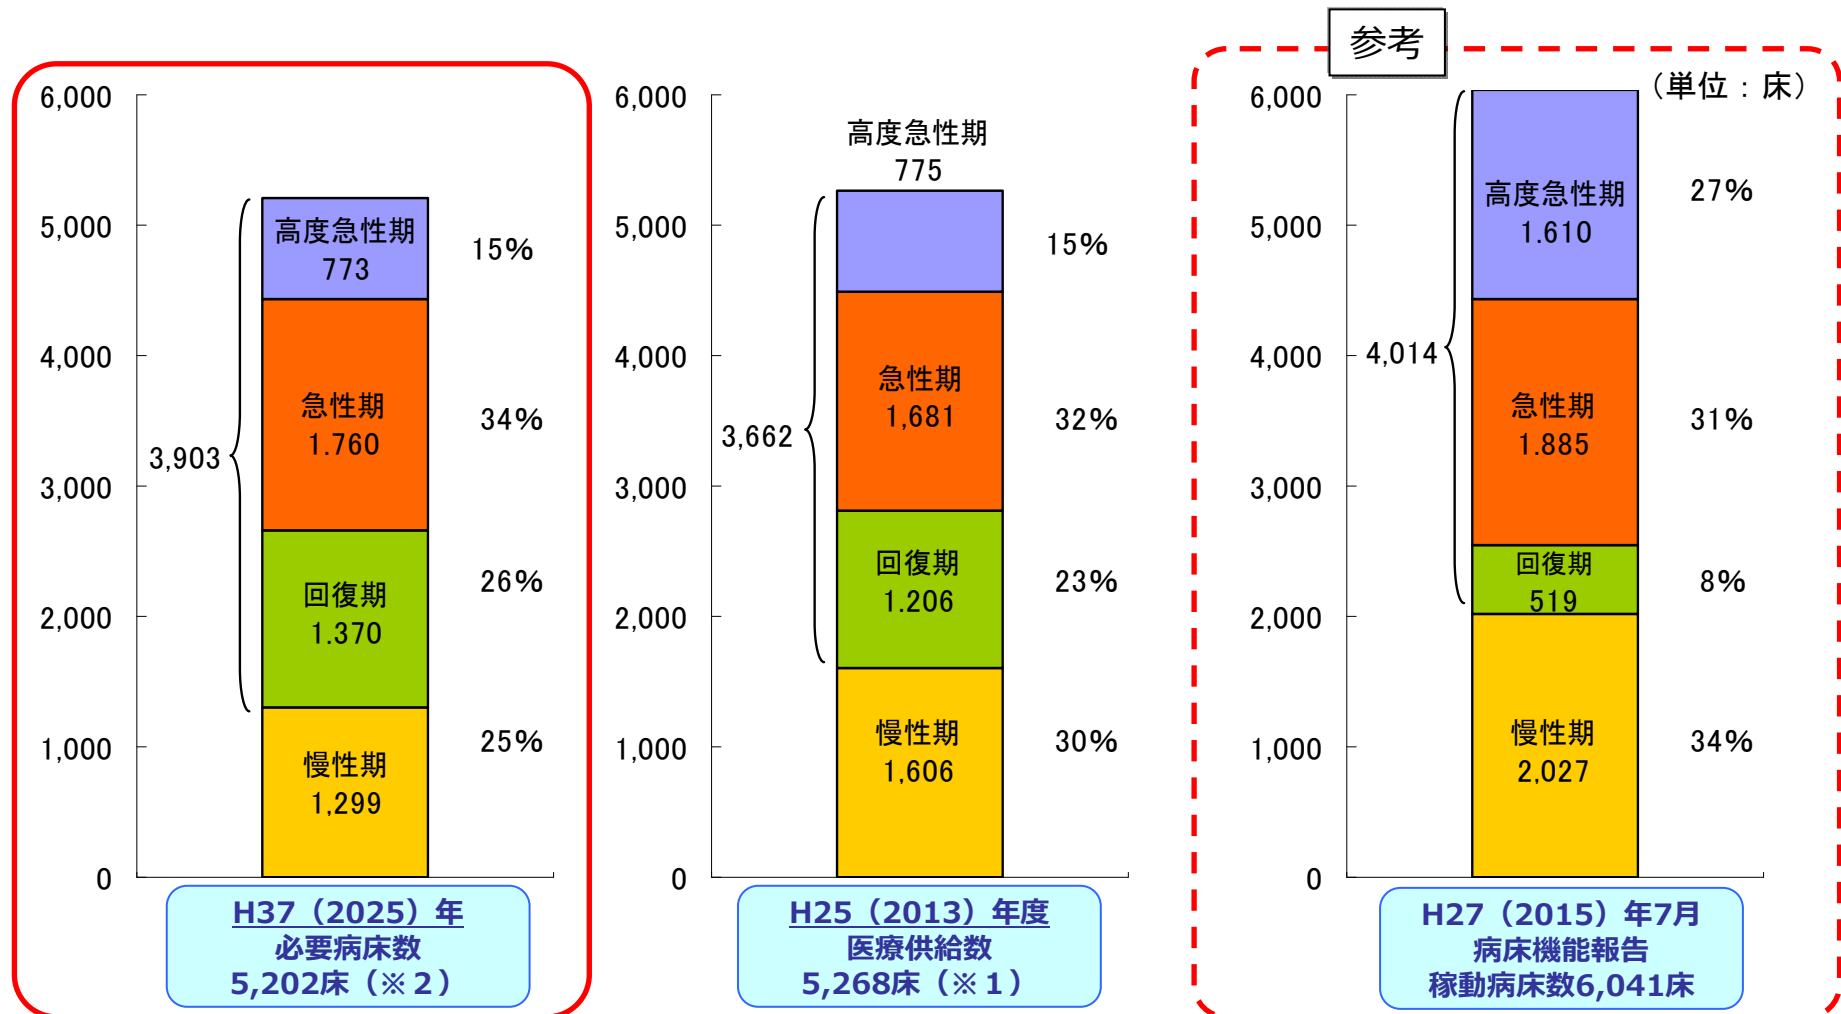 参考
（単位：床）
6,000
5,000
4,000
3,000
2,000
1,000
0
高度急性期
773
15%
急性期
1.760
34%
3,903
回復期
1.370
26%
慢性期
1,299
25%
H37（2025）年
必要病床数
5,202床（※２）
6,000
5,000
4,000
3,000
2,000
1,000
0
高度急性期
775
15%
急性期
1,681
32%
3,662
回復期
1.206
23%
慢性期
1,606
30%
H25（2013）年度
医療供給数
5,268床（※１）
6,000
5,000
4,000
3,000
2,000
1,000
0
高度急性期
1.610
27%
4,014
急性期
1.885
31%
回復期
519
8%
慢性期
2,027
34%
H27（2015）年7月
病床機能報告
稼動病床数6,041床